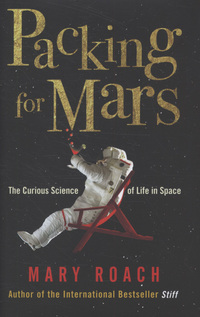 Packing
for
Mars
The Curious Science of Life in Space
MARY ROACH
Author of the International Bestseller Stiff